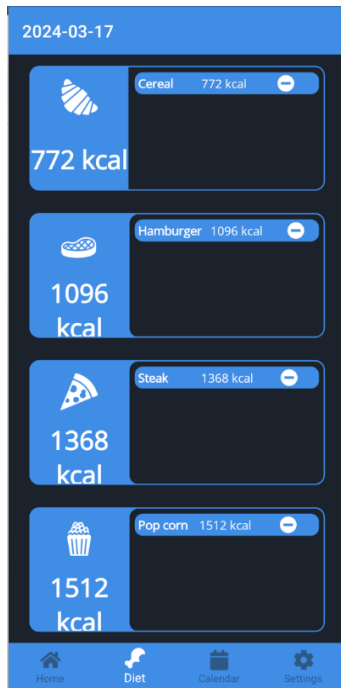 2024-03-17
Cereal 772 kcal
772 kcal
Hamburger 1096 kcal
1096
kcal
Steak 1368 kcal
1368
kcal
Pop corn 1512 kcal
1512
kcal
Home Diet Calendar Settings